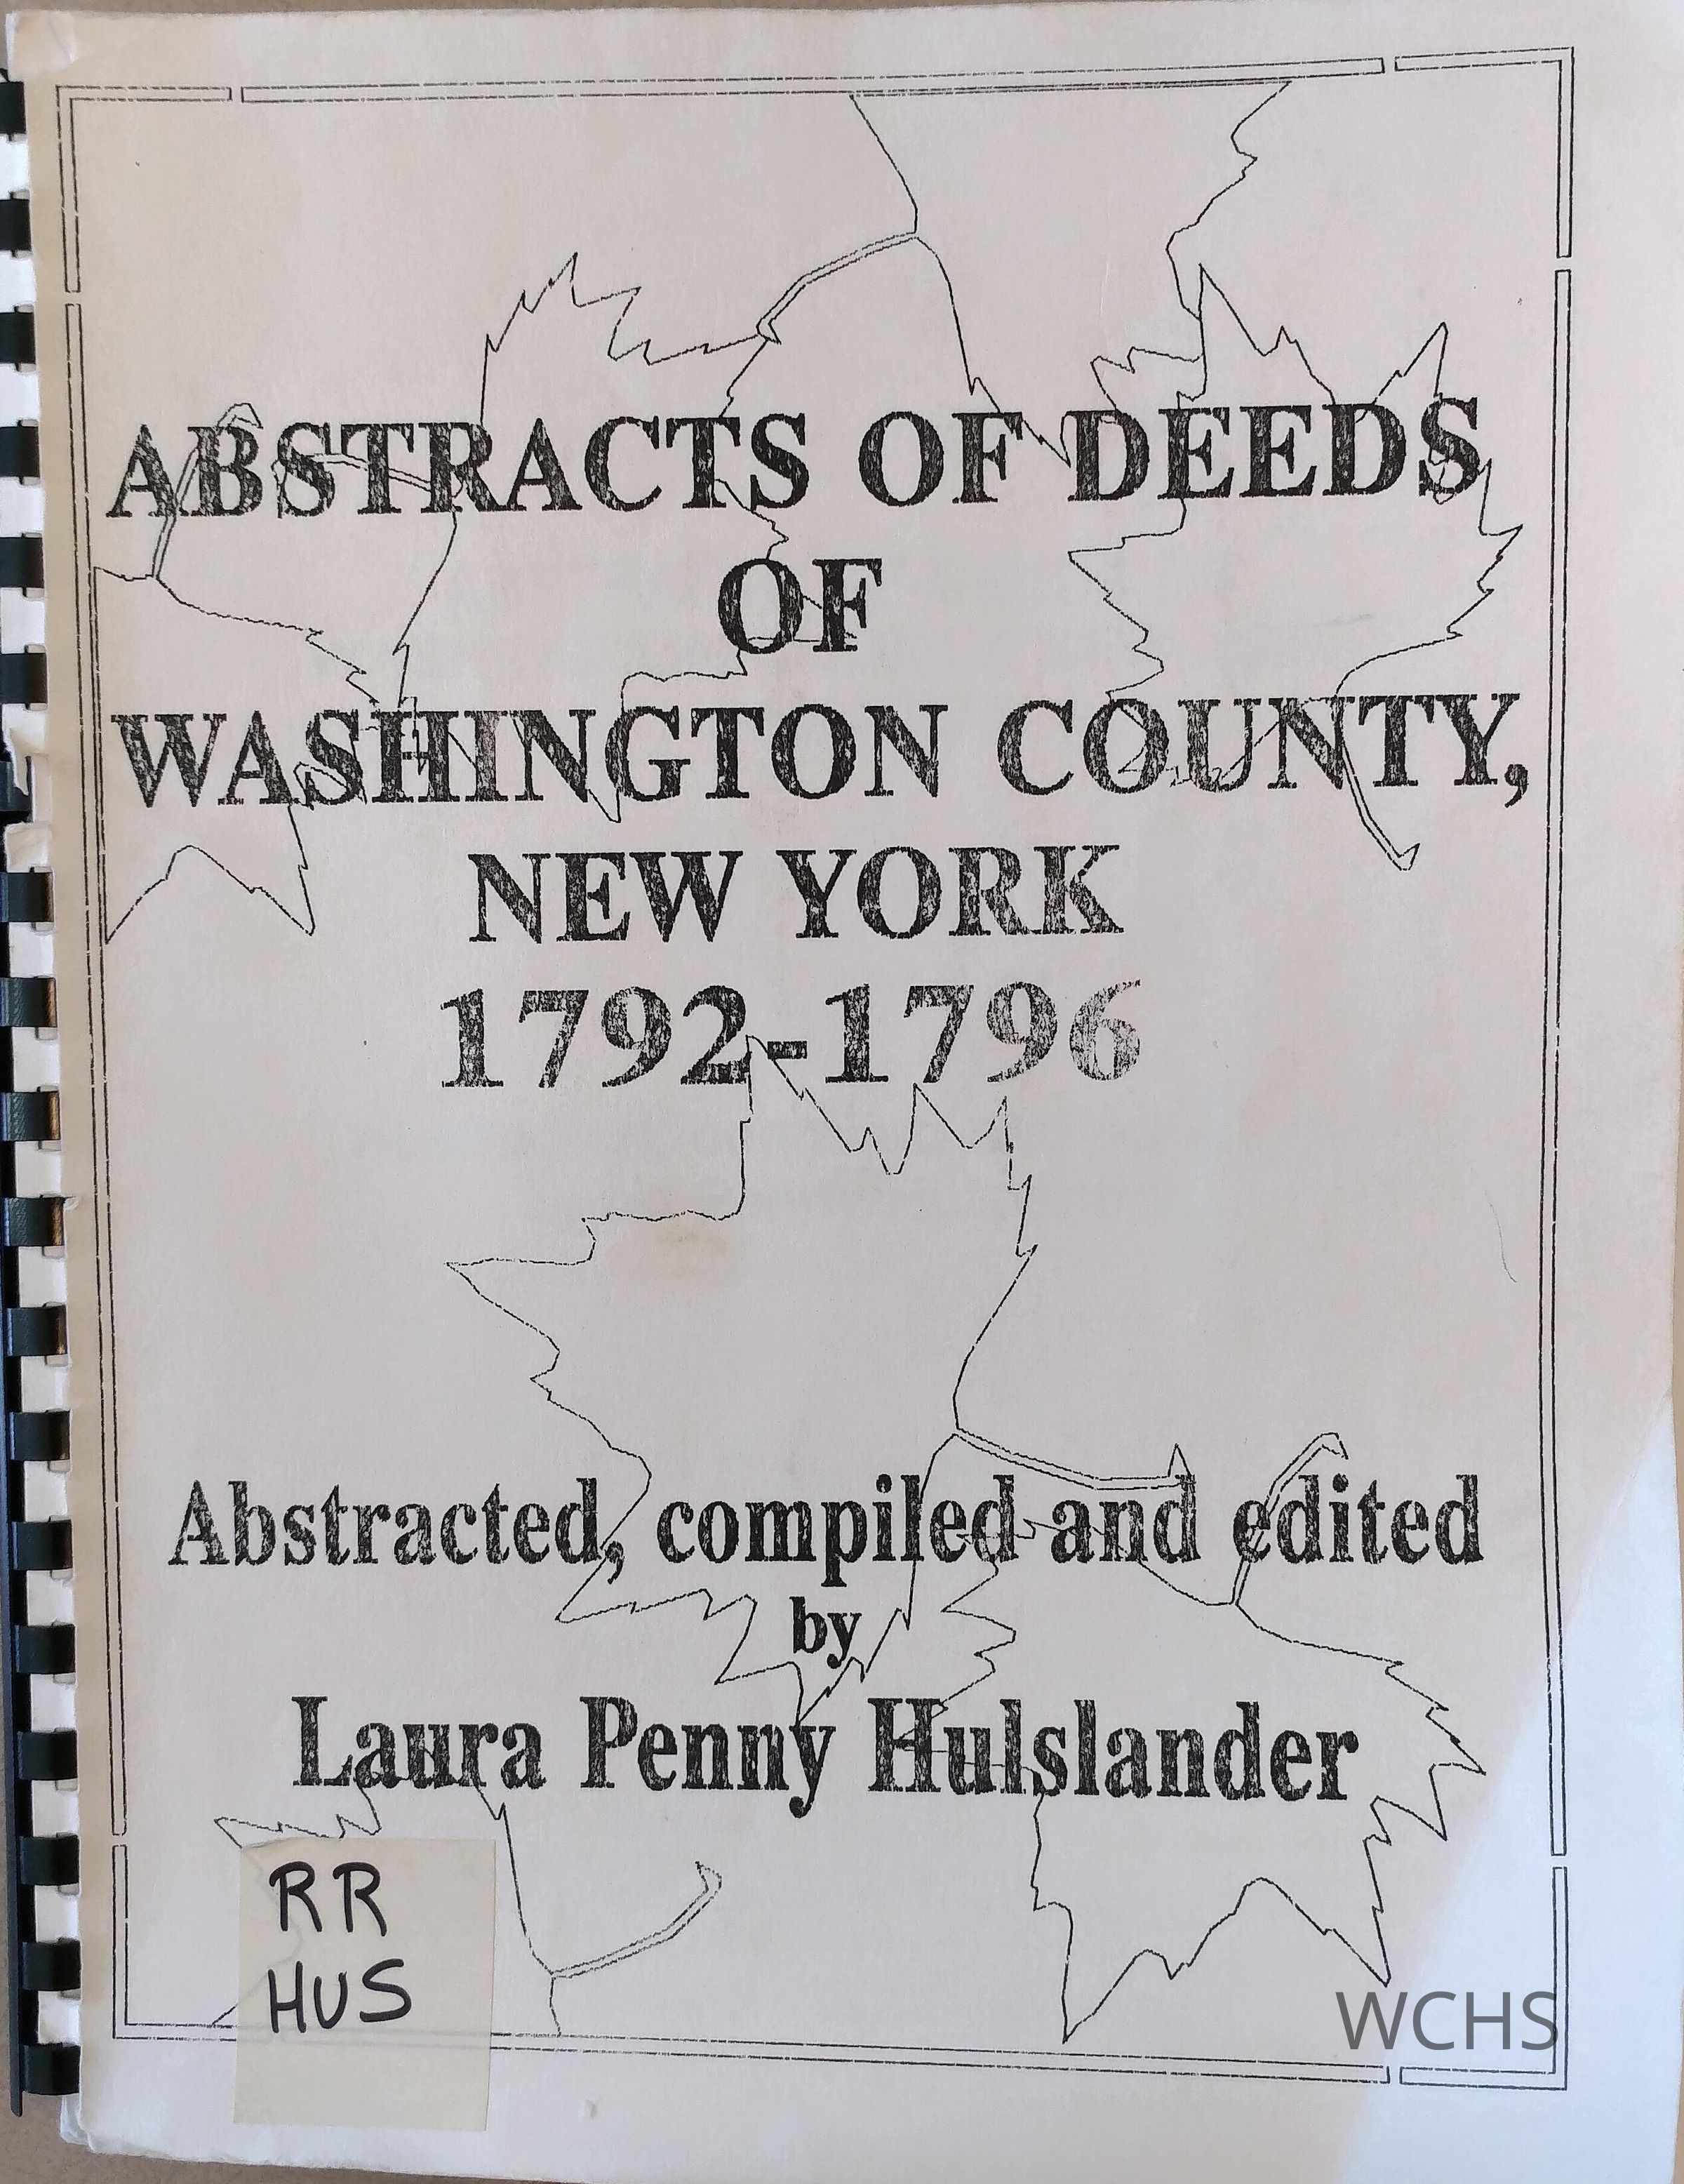 ABSTRACTS OF DEEDS
OF
WASHINGTON COUNTY,
NEW YORK
1792-1796
Abstracted, compiled and edited
by
Laura Penny Hulslander
RR
HUS
WCHS